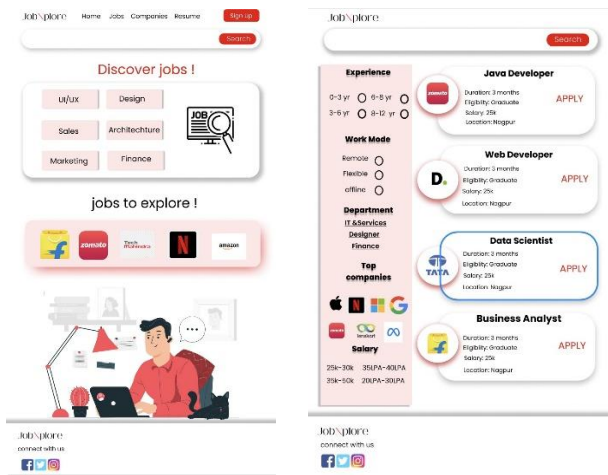 JobXplore Home Jobs Companies Resume Sign up
Search
Discover jobs !
UI/UX Design
Sales Architechture
Marketing Finance
JOB
jobs to explore !
zomato Tech Mahindra N amazon
JobXplore
connect with us
JobXplore
Search
Experience
0-3 yr 6-8 yr
3-6 yr 8-12 yr
Work Mode
Remote
Flexible
offline
Department
IT &Services
Designer
Finance
Top
companies
N G
zomato lenskart
Salary
25k-30k 35LPA-40LPA
35k-50k 20LPA-30LPA
zomato
Java Developer
Duration: 3 months
Eligibilty: Graduate
Salary: 25k
Location: Nagpur
APPLY
D.
Web Developer
Duration: 3 months
Eligibilty: Graduate
Salary: 25k
Location: Nagpur
APPLY
TATA
Data Scientist
Duration: 3 months
Eligibilty: Graduate
Salary: 25k
Location: Nagpur
APPLY
Business Analyst
Duration: 3 months
Eligibilty: Graduate
Salary: 25k
Location: Nagpur
APPLY
JobXplore
connect with us